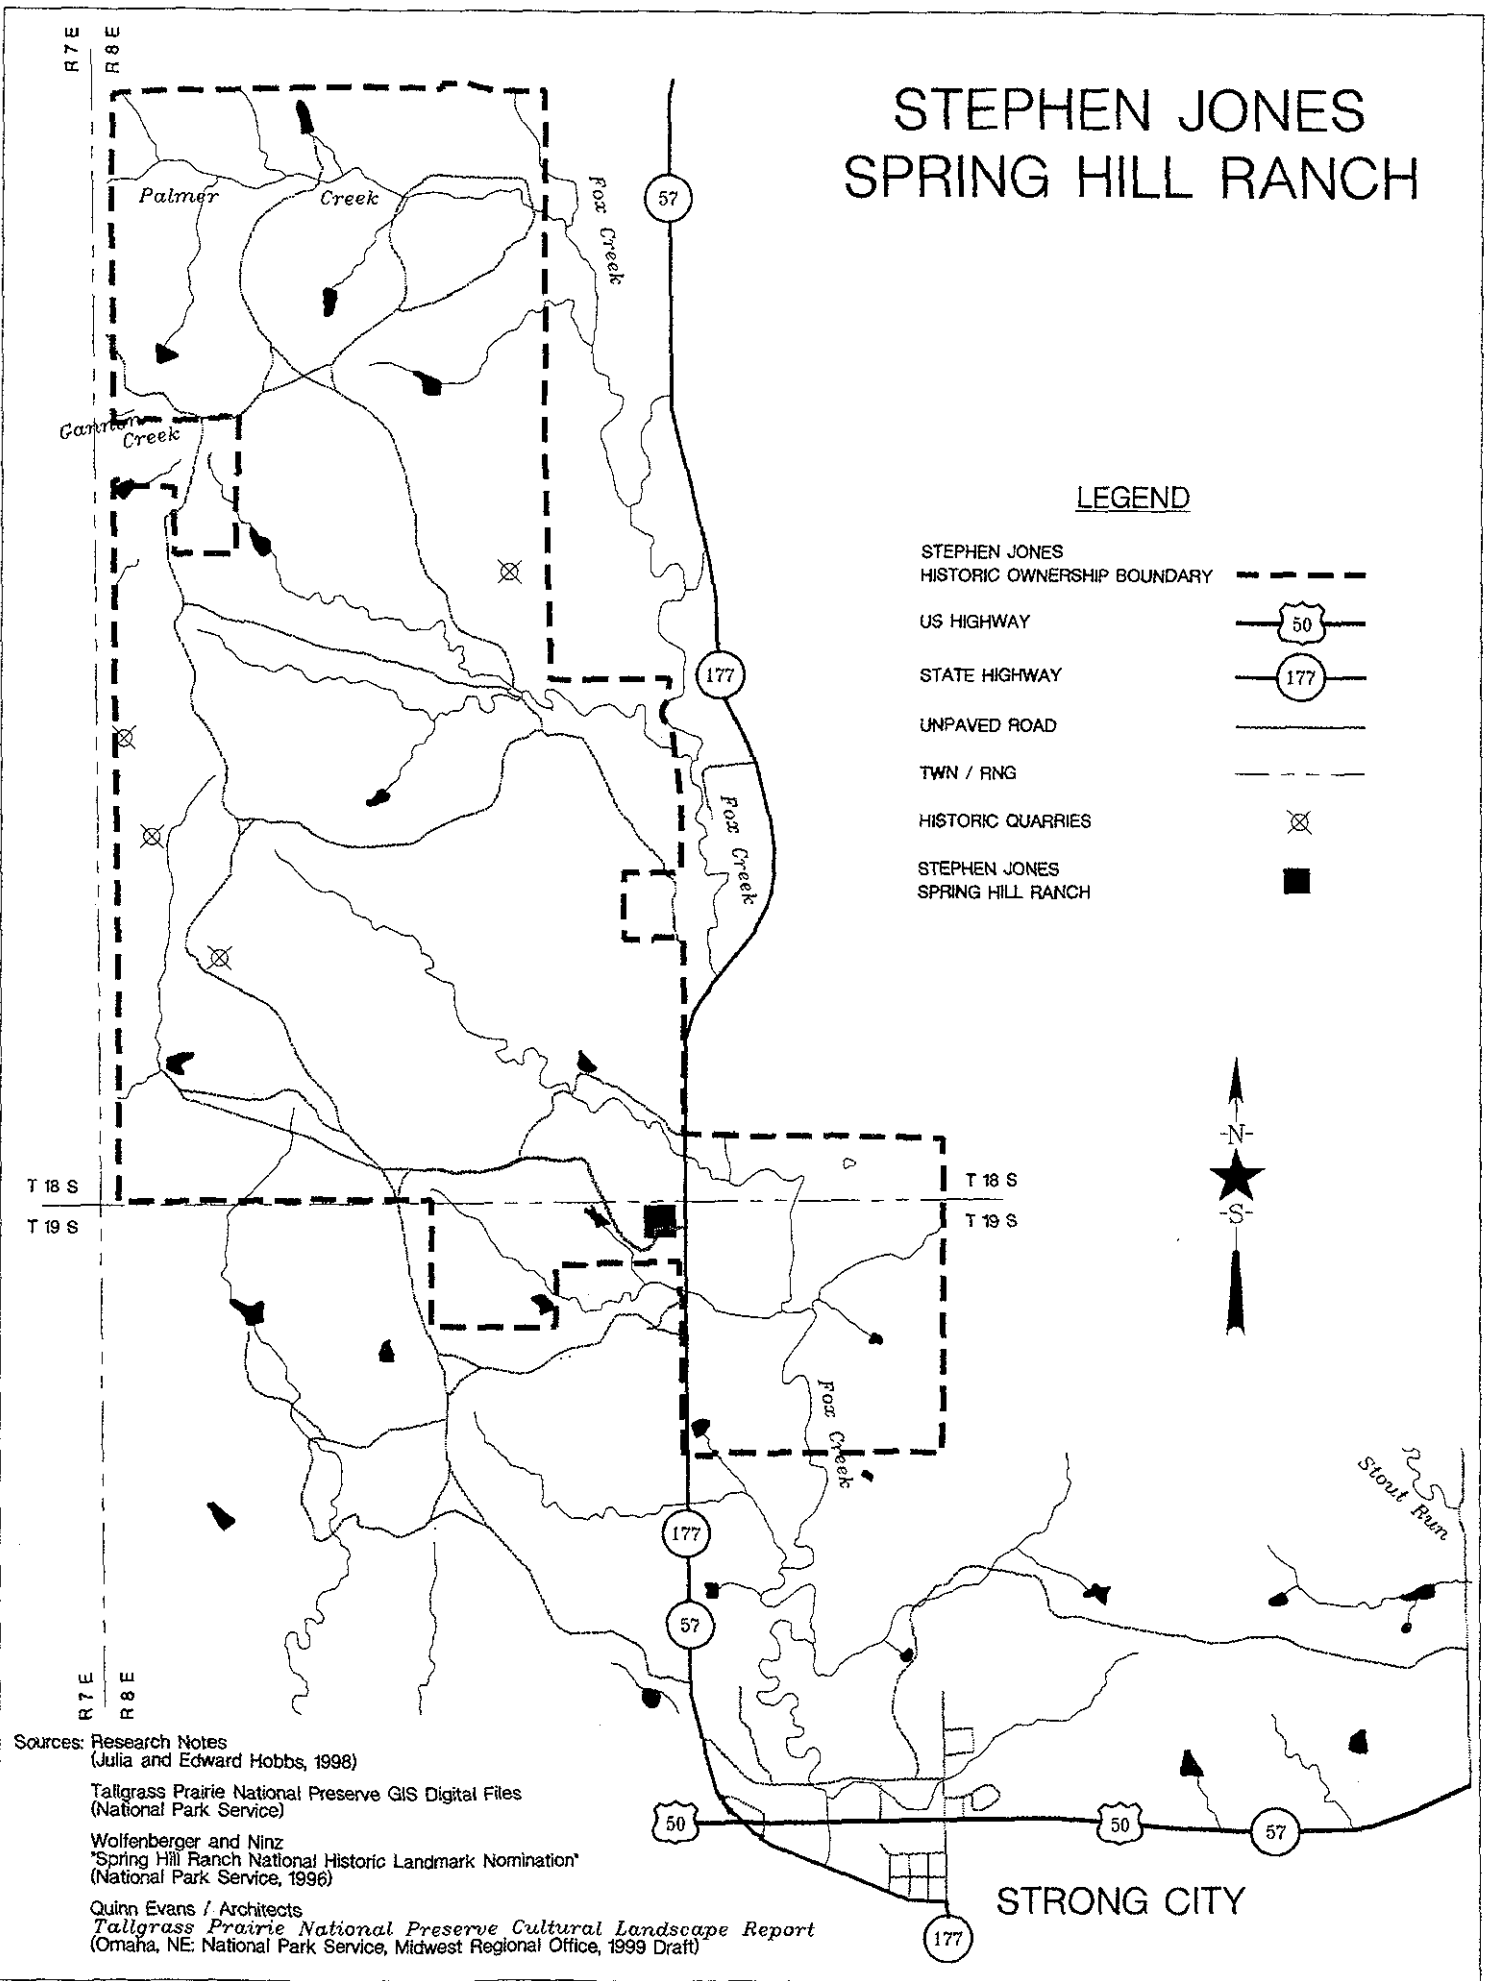 R7E
R8E
STEPHEN JONES
SPRING HILL RANCH
Palmer
Creek
Fox Creek
57
Gannon
Creek
LEGEND
STEPHEN JONES
HISTORIC OWNERSHIP BOUNDARY
US HIGHWAY
50
STATE HIGHWAY
177
UNPAVED ROAD
TWN / RNG
HISTORIC QUARRIES
STEPHEN JONES
SPRING HILL RANCH
177
Fox Creek
-N-
-S-
T 18 S
T 19 S
T 18 S
T 19 S
Fox Creek
Stout Run
177
57
R7E
R8E
50
50
57
STRONG CITY
177
Sources: Research Notes
(Julia and Edward Hobbs, 1998)
Tallgrass Prairie National Preserve GIS Digital Files
(National Park Service)
Wolfenberger and Ninz
"Spring Hill Ranch National Historic Landmark Nomination"
(National Park Service, 1996)
Quinn Evans / Architects
Tallgrass Prairie National Preserve Cultural Landscape Report
(Omaha, NE: National Park Service, Midwest Regional Office, 1999 Draft)